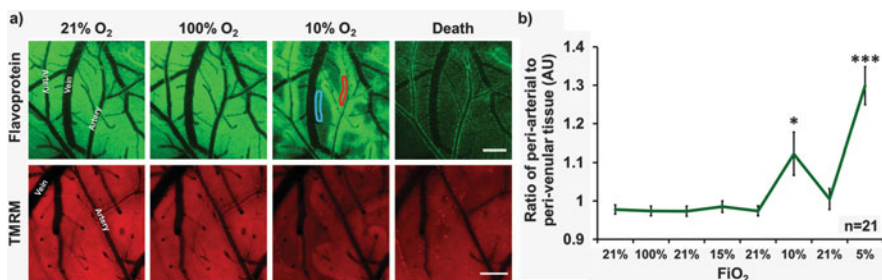 a)
21% O₂ 100% O₂ 10% O₂ Death
Flavoprotein
Artery
Vein
Artery
TMRM
Vein
Artery
b)
Ratio of peri-arterial to
peri-venular tissue (AU)
1.4
1.3
1.2
1.1
1
0.9
*
***
n=21
21% 100% 21% 15% 21% 10% 21% 5%
FiO₂